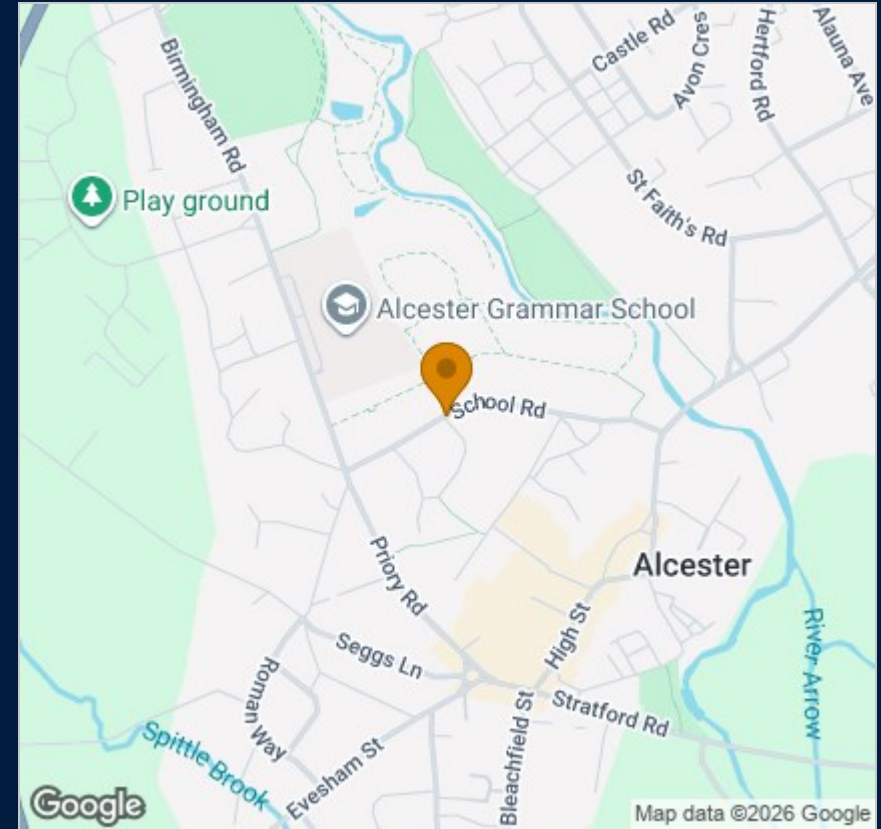 Birmingham Rd
Castle Rd
Avon Cres
Hertford Rd
Alauna Ave
Play ground
St Faith's Rd
Alcester Grammar School
School Rd
Priory Rd
Alcester
High St
Seggs Ln
Roman Way
Stratford Rd
River Arrow
Spittle Brook
Evesham St
Bleachfield St
Google
Map data ©2026 Google